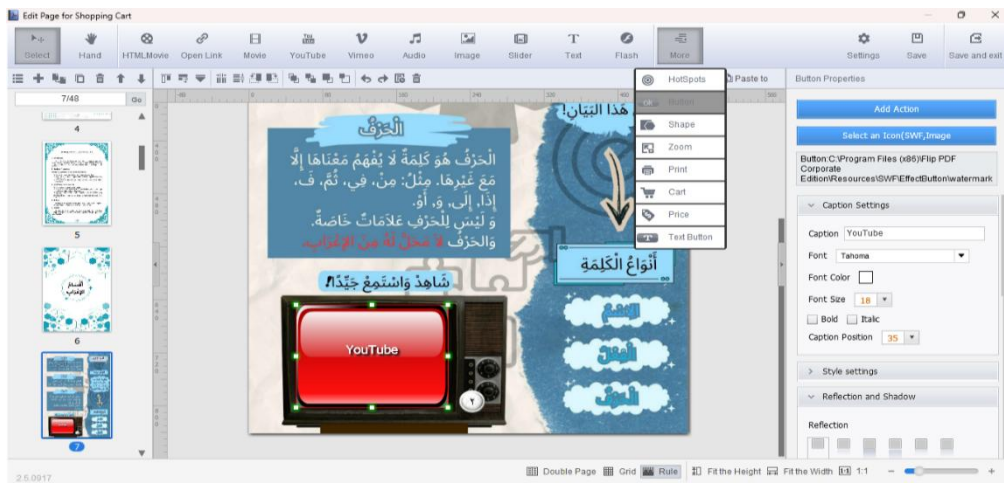 Edit Page for Shopping Cart
Select
Hand
HTMLMovie
Open Link
Movie
YouTube
Vimeo
Audio
Image
Slider
Text
Flash
More
Settings
Save
Save and exit
7/48
Go
HotSpots
Button
Shape
Zoom
Print
Cart
Price
Text Button
Paste to
4
5
6
7
هَذَا الْبَيَانِ!
الْحَرْفُ
الْحَرْفُ هُوَ كَلِمَةٌ لَا يُفْهَمُ مَعْنَاهَا إِلَّا
مَعَ غَيْرِهَا. مِثْلُ: مِنْ، فِي، ثُمَّ، فَ،
إِذَا، إِلَى، وَ، أَوْ.
وَ لَيْسَ لِلْحَرْفِ عَلَامَاتٌ خَاصَةٌ.
وَالحَرْفُ لَا مَحَلَّ لَهُ مِنَ الإِعْرَابِ.
شَاهِدْ وَاسْتَمِعْ جَيِّدًا!
YouTube
٢
أَنْوَاعُ الْكَلِمَةِ
الإِسْمُ
الْفِعْلُ
الْحَرْفُ
Button Properties
Add Action
Select an Icon(SWF,Image
Button:C:\Program Files (x86)\Flip PDF
Corporate
Edition\Resources\SWF\EffectButton\watermark
Caption Settings
Caption YouTube
Font Tahoma
Font Color
Font Size 18
Bold Italic
Caption Position 35
Style settings
Reflection and Shadow
Reflection
2.5.0917
Double Page Grid Rule Fit the Height Fit the Width 1:1